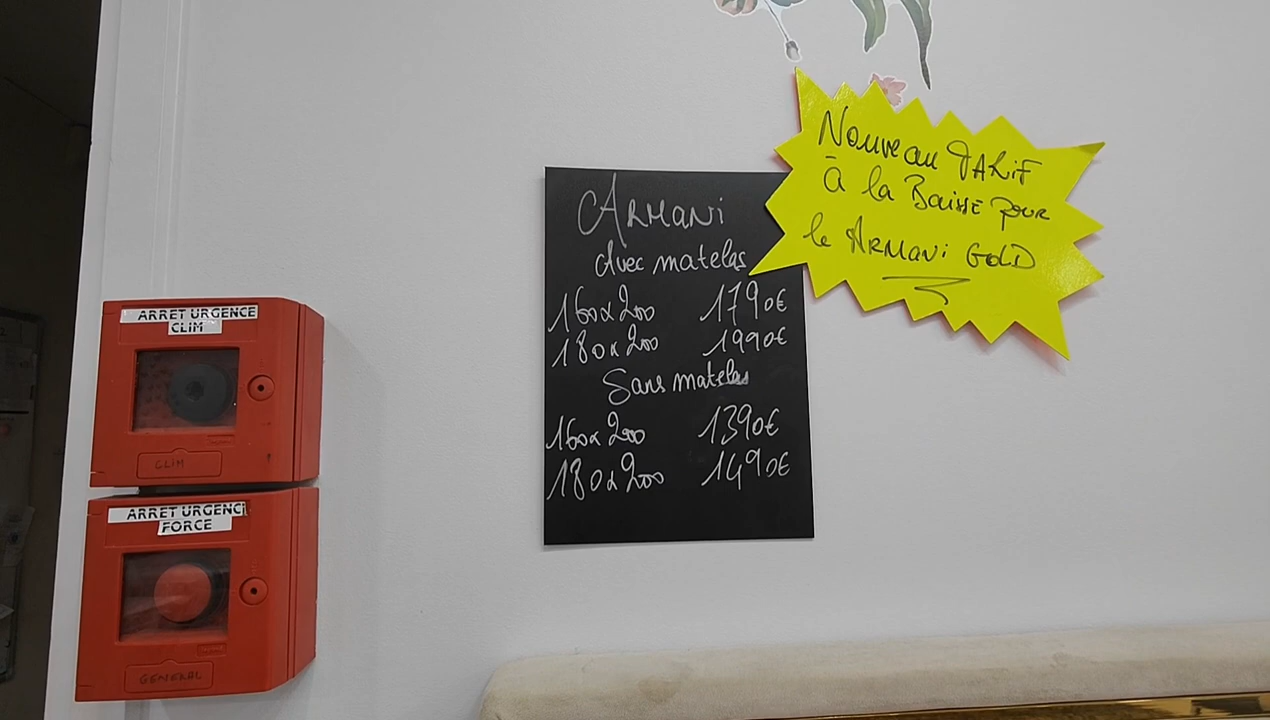 Nouveau TARIF
à la Baisse pour
le ARMANi GOLD
ARMANi
Avec matelas
160x200 1790€
180x200 1990€
Sans matelas
160x200 1390€
180x200 1490€
ARRET URGENCE
CLIM
CLIM
ARRET URGENCE
FORCE
GENERAL